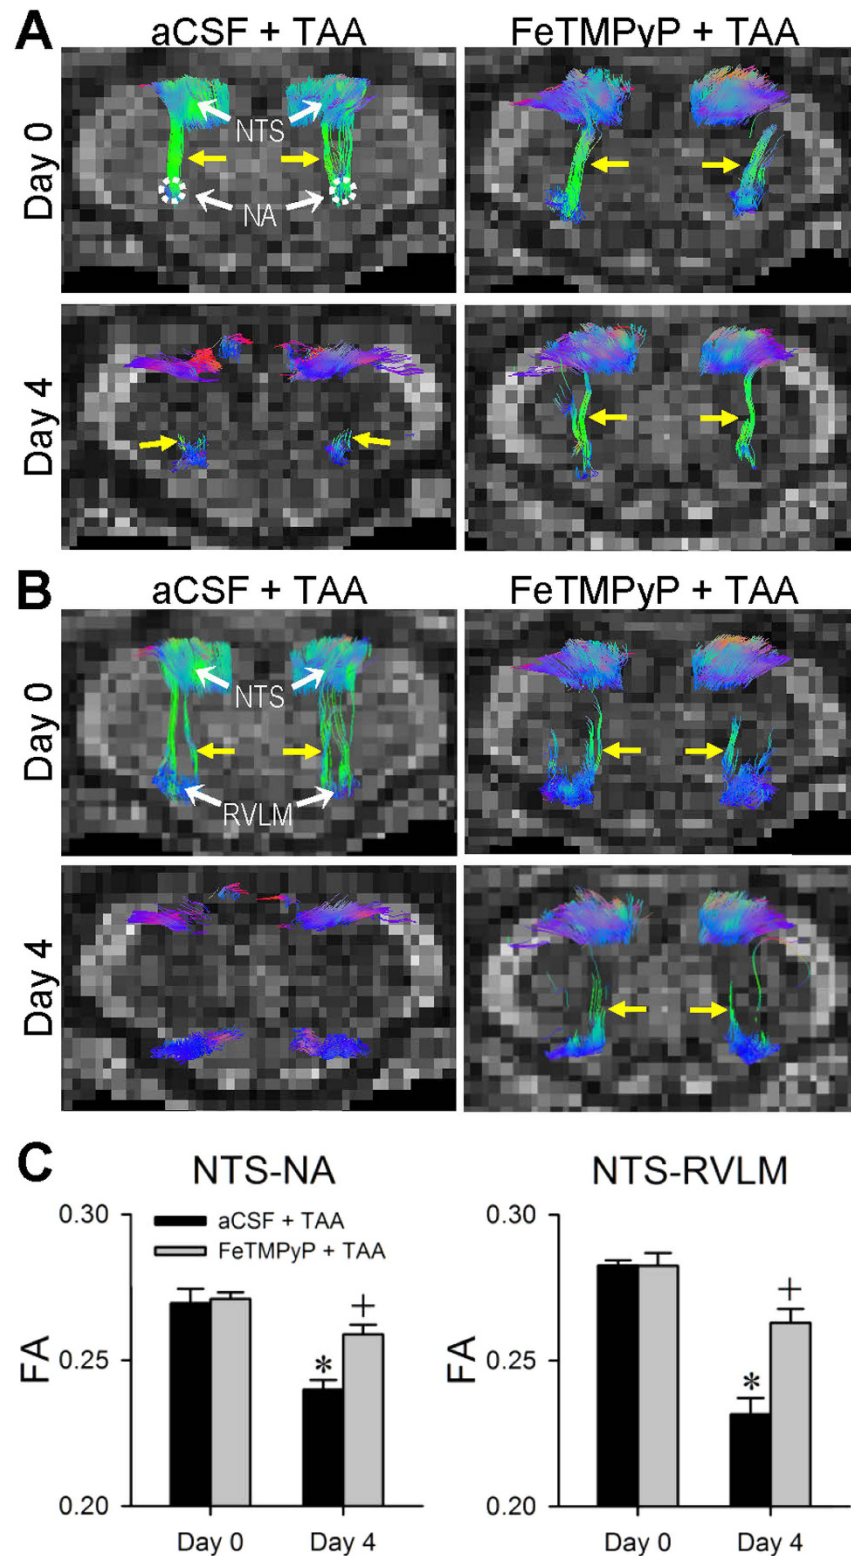 A
aCSF + TAA
FeTMPyP + TAA
Day 0
NTS
NA
Day 4
B
aCSF + TAA
FeTMPyP + TAA
Day 0
NTS
RVLM
Day 4
C
NTS-NA
NTS-RVLM
0.30
aCSF + TAA
FeTMPyP + TAA
0.25
0.20
FA
*
+
Day 0
Day 4
0.30
0.25
0.20
FA
*
+
Day 0
Day 4